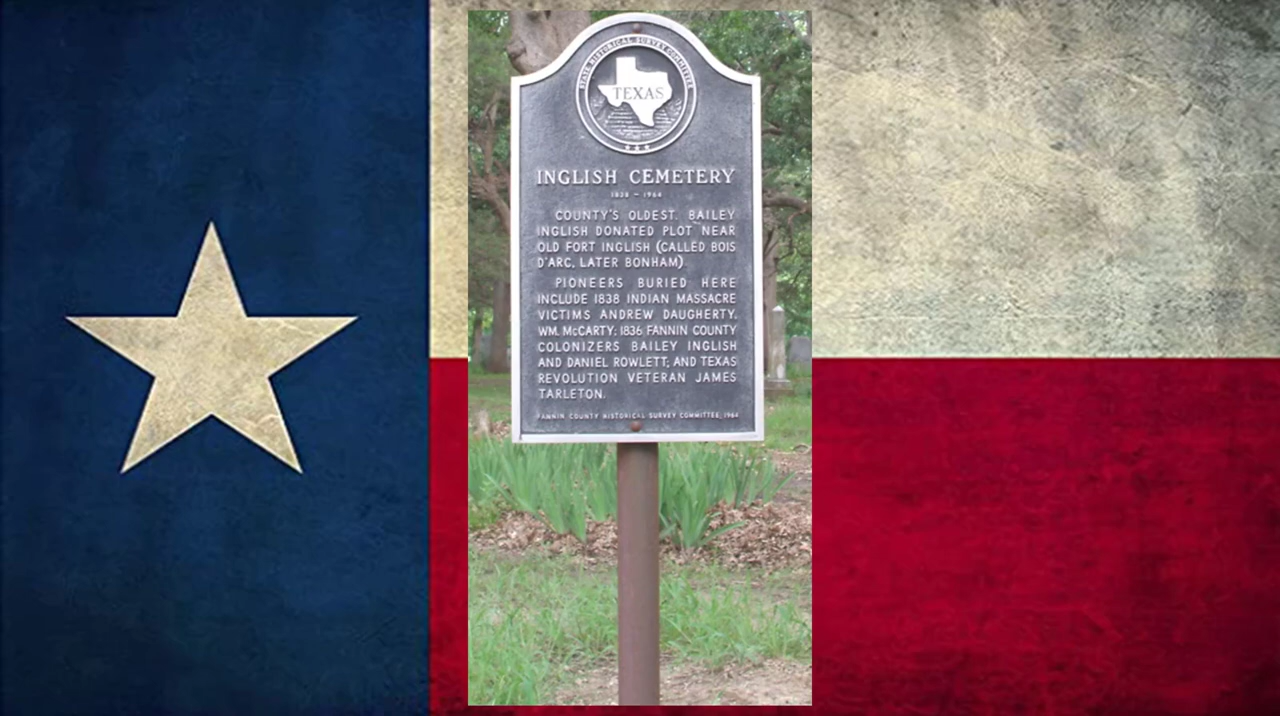 STATE HISTORICAL SURVEY COMMITTEE
TEXAS
INGLISH CEMETERY
1838 - 1964
COUNTY'S OLDEST. BAILEY
INGLISH DONATED PLOT NEAR
OLD FORT INGLISH (CALLED BOIS
D'ARC, LATER BONHAM)
PIONEERS BURIED HERE
INCLUDE 1838 INDIAN MASSACRE
VICTIMS ANDREW DAUGHERTY,
WM. McCARTY; 1836 FANNIN COUNTY
COLONIZERS BAILEY INGLISH
AND DANIEL ROWLETT; AND TEXAS
REVOLUTION VETERAN JAMES
TARLETON.
FANNIN COUNTY HISTORICAL SURVEY COMMITTEE, 1964